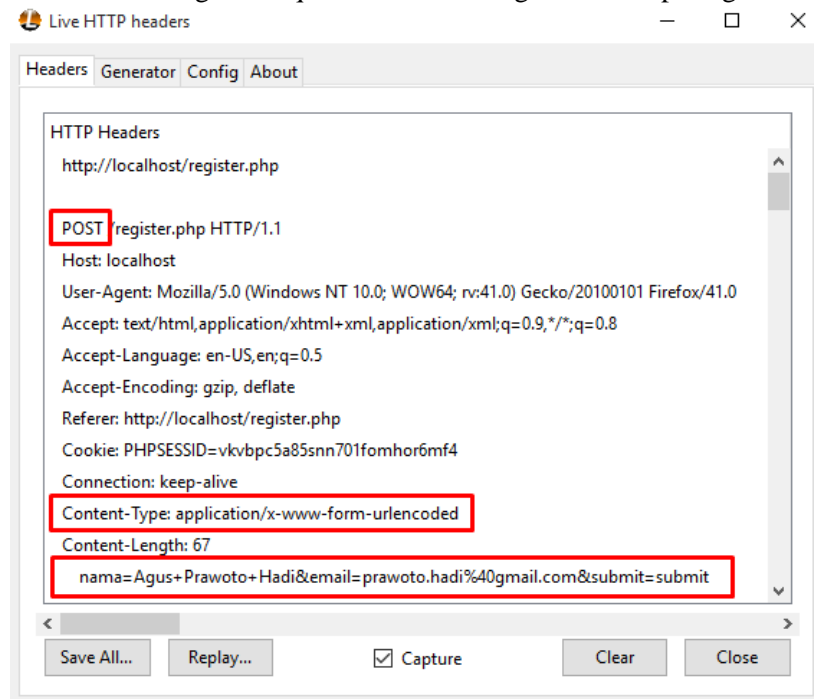 Live HTTP headers
Headers Generator Config About
HTTP Headers
http://localhost/register.php
POST /register.php HTTP/1.1
Host: localhost
User-Agent: Mozilla/5.0 (Windows NT 10.0; WOW64; rv:41.0) Gecko/20100101 Firefox/41.0
Accept: text/html,application/xhtml+xml,application/xml;q=0.9,*/*;q=0.8
Accept-Language: en-US,en;q=0.5
Accept-Encoding: gzip, deflate
Referer: http://localhost/register.php
Cookie: PHPSESSID=vkvbpc5a85snn701fomhor6mf4
Connection: keep-alive
Content-Type: application/x-www-form-urlencoded
Content-Length: 67
nama=Agus+Prawoto+Hadi&email=prawoto.hadi%40gmail.com&submit=submit
Save All... Replay... Capture Clear Close